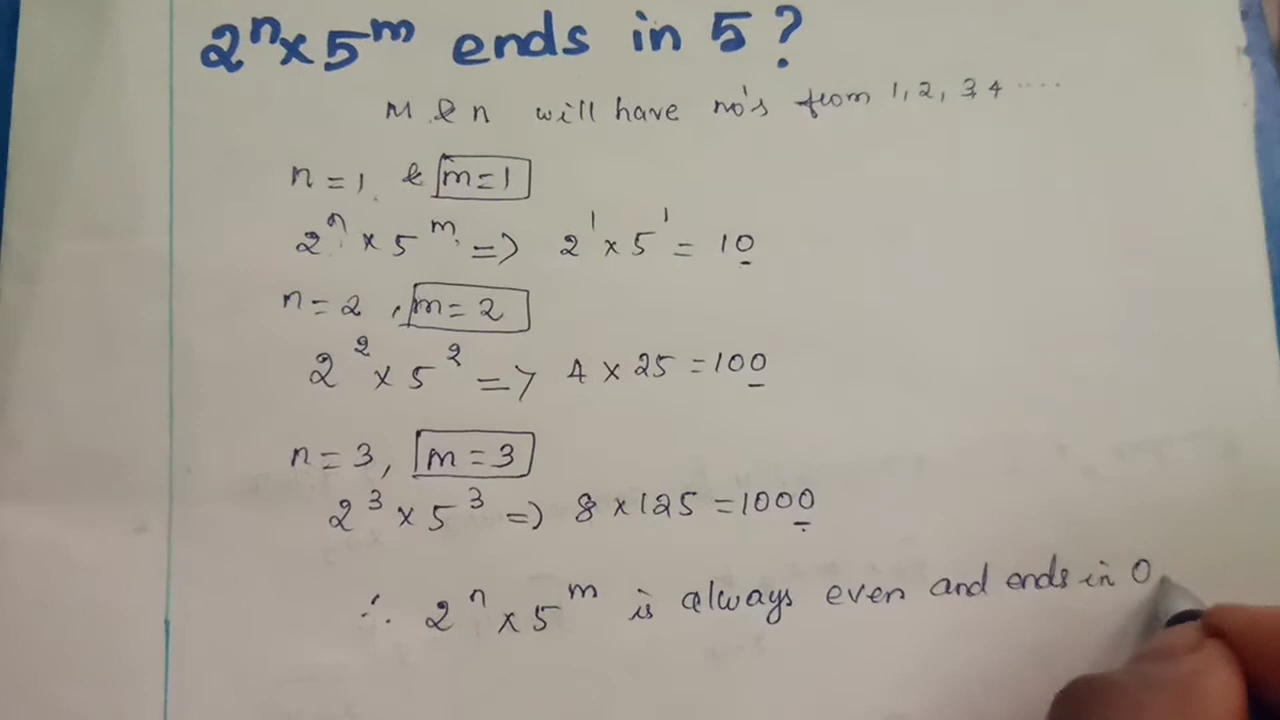 2ⁿ x 5ᵐ ends in 5 ?
m & n will have no's from 1, 2, 3, 4 ....
n = 1 & m = 1
2ⁿ x 5ᵐ => 2¹ x 5¹ = 10
n = 2 , m = 2
2² x 5² => 4 x 25 = 100
n = 3, m = 3
2³ x 5³ => 8 x 125 = 1000
∴ 2ⁿ x 5ᵐ is always even and ends in 0